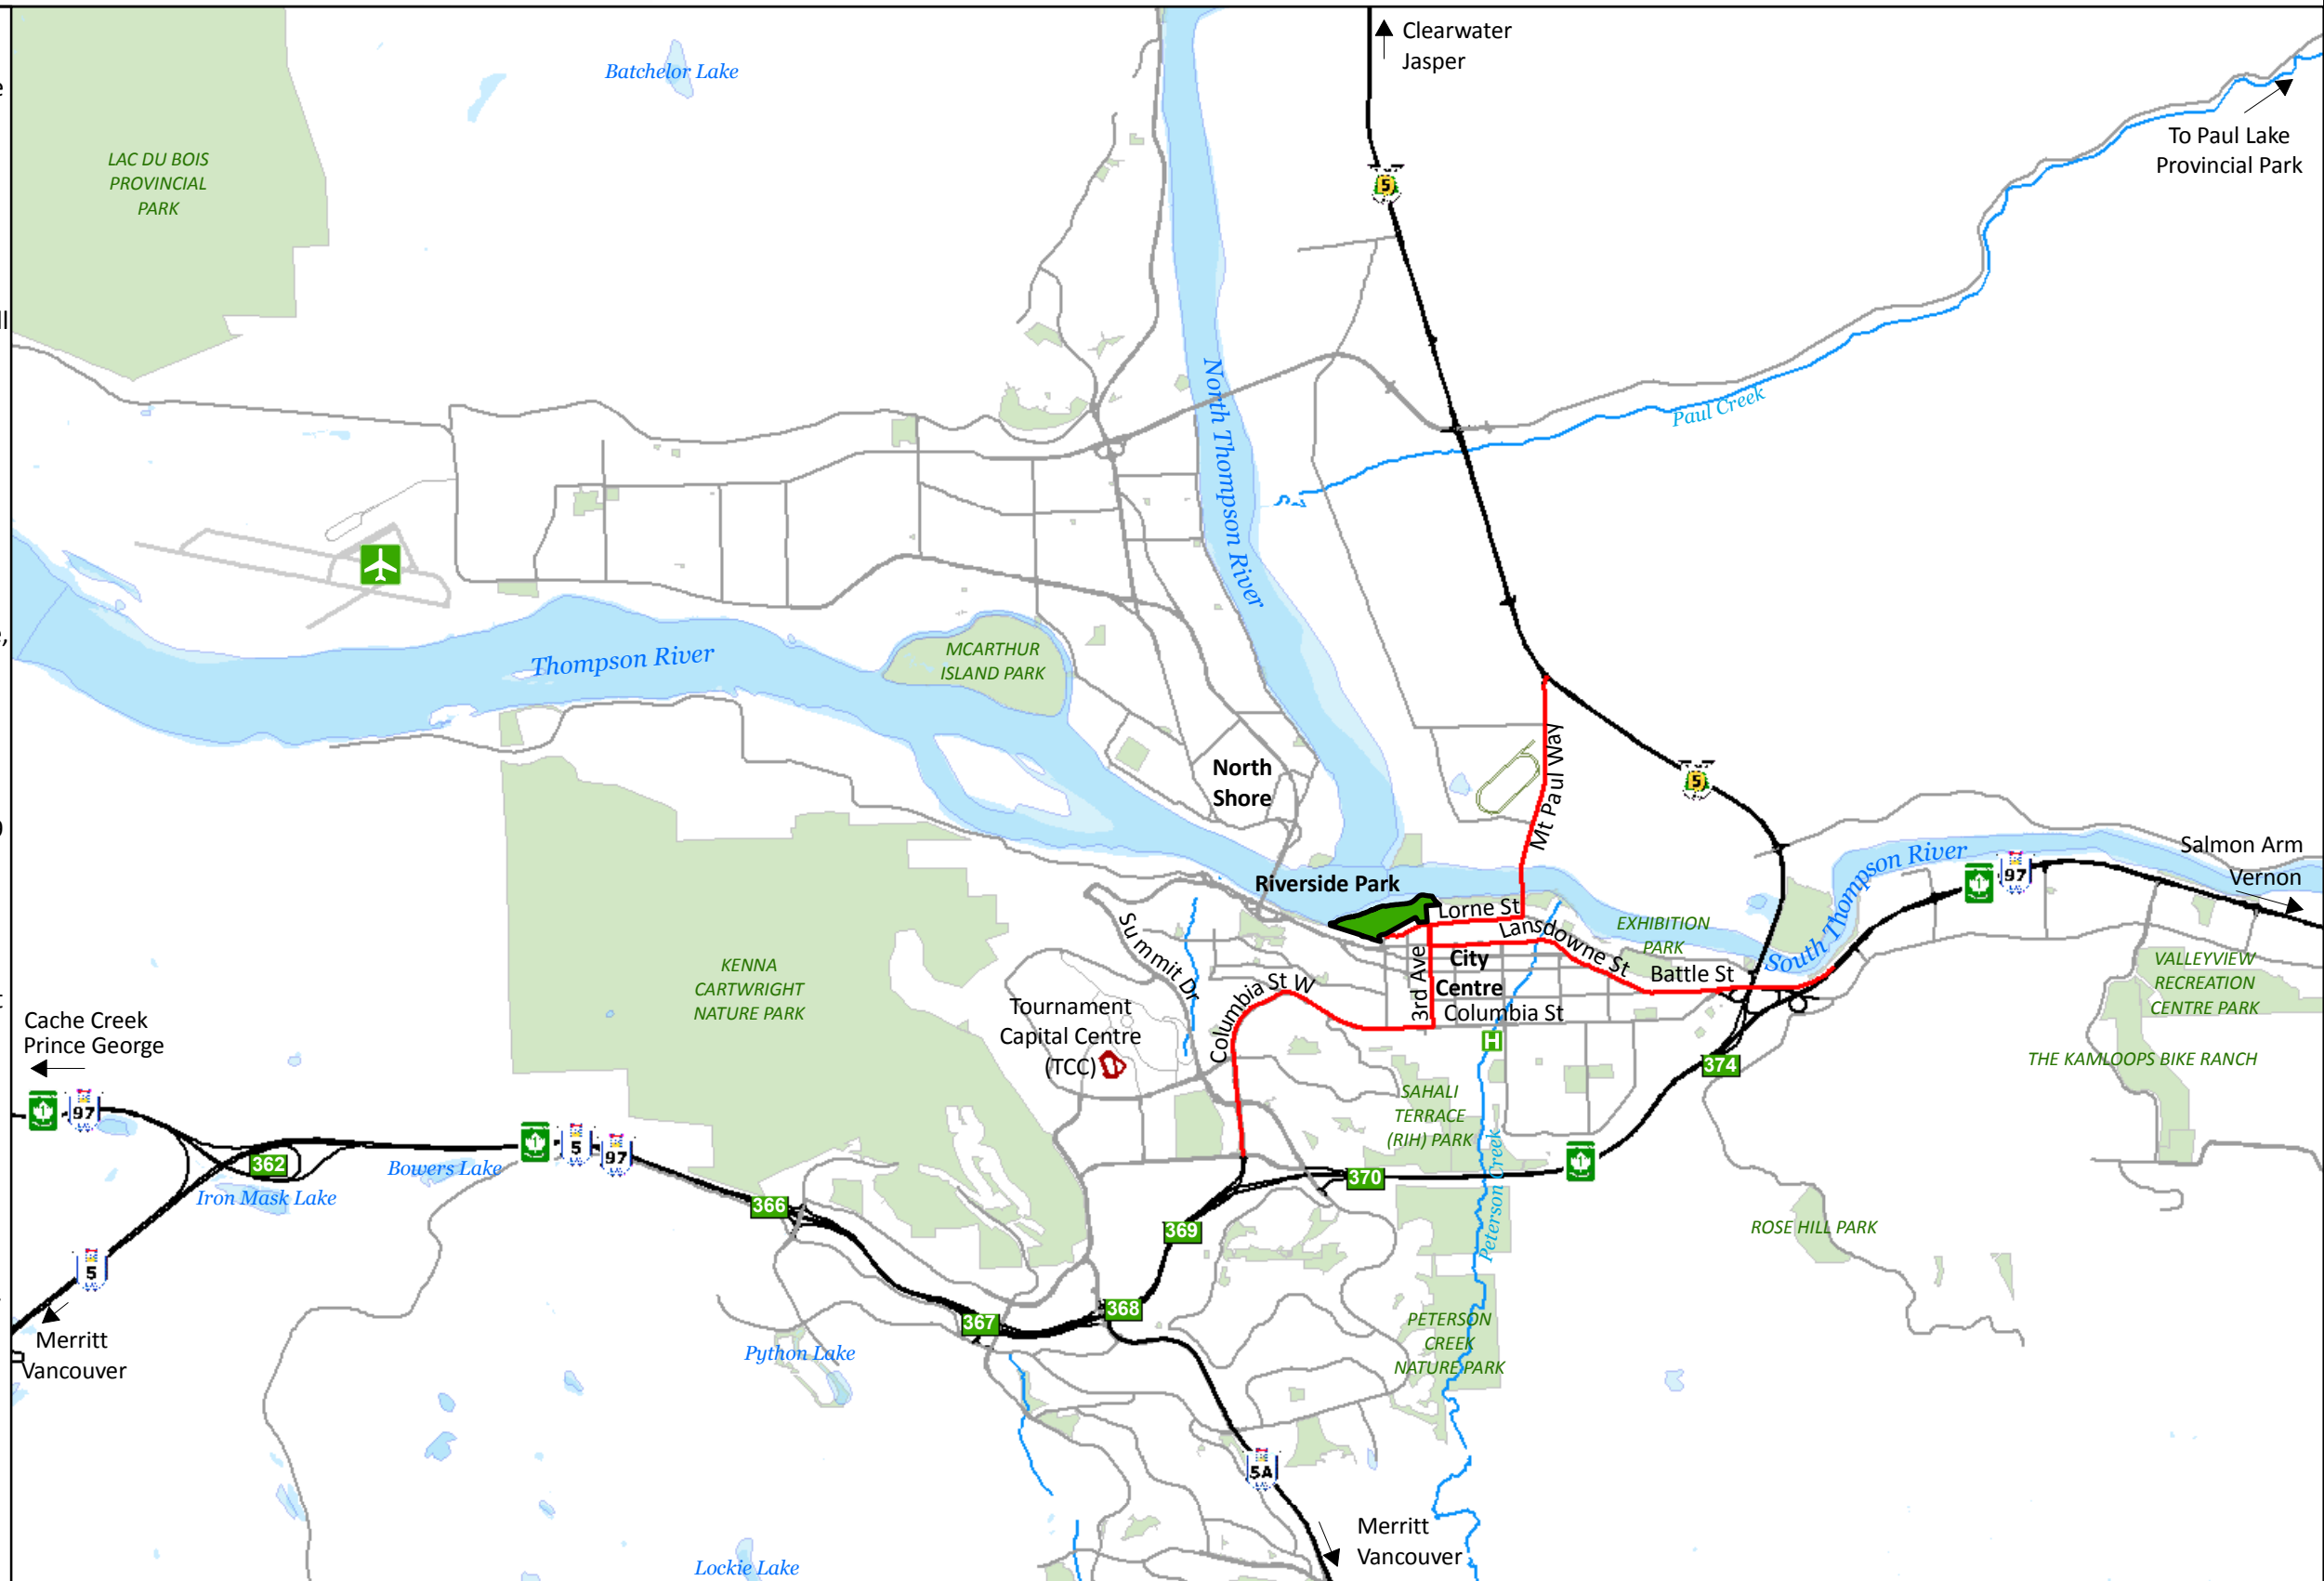 Clearwater
Jasper
Batchelor Lake
LAC DU BOIS
PROVINCIAL
PARK
To Paul Lake
Provincial Park
5
North Thompson River
Paul Creek
Thompson River
MCARTHUR
ISLAND PARK
North
Shore
Mt Paul Way
5
Salmon Arm
Vernon
1
97
South Thompson River
Riverside Park
Lorne St
Lansdowne St
EXHIBITION
PARK
Battle St
City
Centre
3rd Ave
Columbia St
Columbia St W
Summit Dr
VALLEYVIEW
RECREATION
CENTRE PARK
THE KAMLOOPS BIKE RANCH
KENNA
CARTWRIGHT
NATURE PARK
Tournament
Capital Centre
(TCC)
H
374
SAHALI
TERRACE
(RIH) PARK
Peterson Creek
Cache Creek
Prince George
1
97
362
Bowers Lake
Iron Mask Lake
1
5
97
366
370
1
369
ROSE HILL PARK
5
Merritt
Vancouver
367
368
Python Lake
PETERSON
CREEK
NATURE PARK
5A
Merritt
Vancouver
Lockie Lake